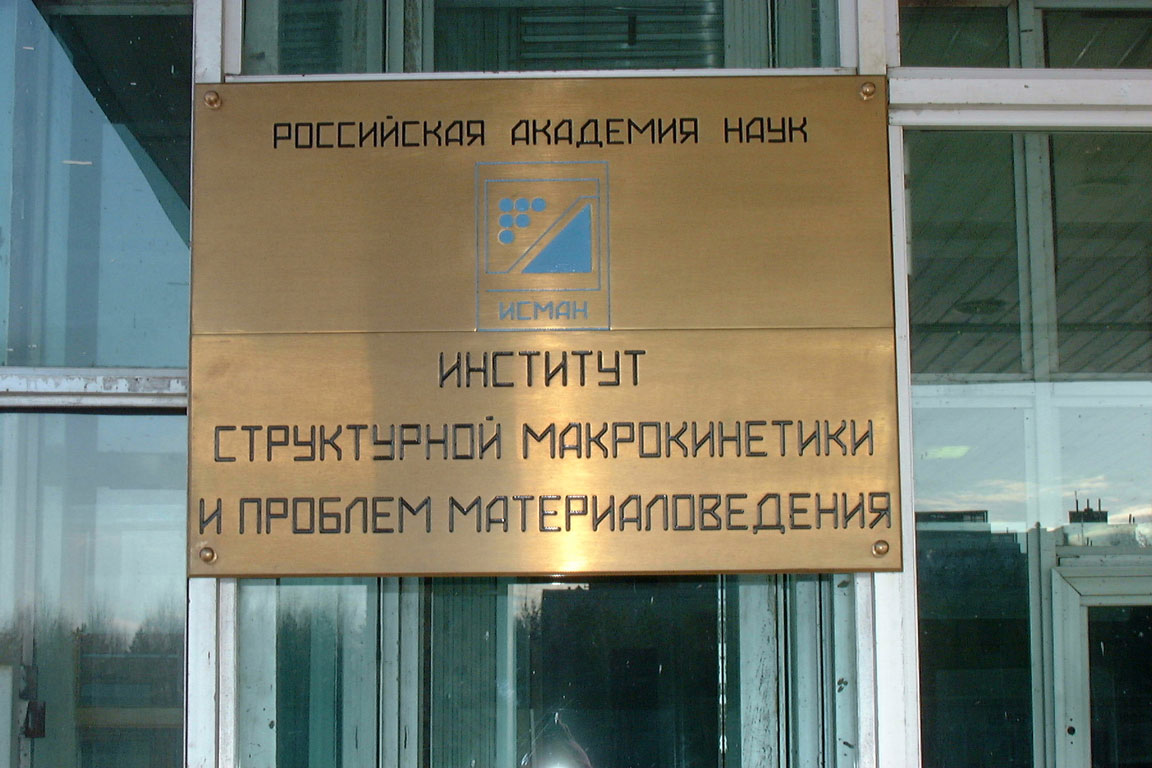 РОССИЙСКАЯ АКАДЕМИЯ НАУК
ИСМАН
ИНСТИТУТ
СТРУКТУРНОЙ МАКРОКИНЕТИКИ
И ПРОБЛЕМ МАТЕРИАЛОВЕДЕНИЯ